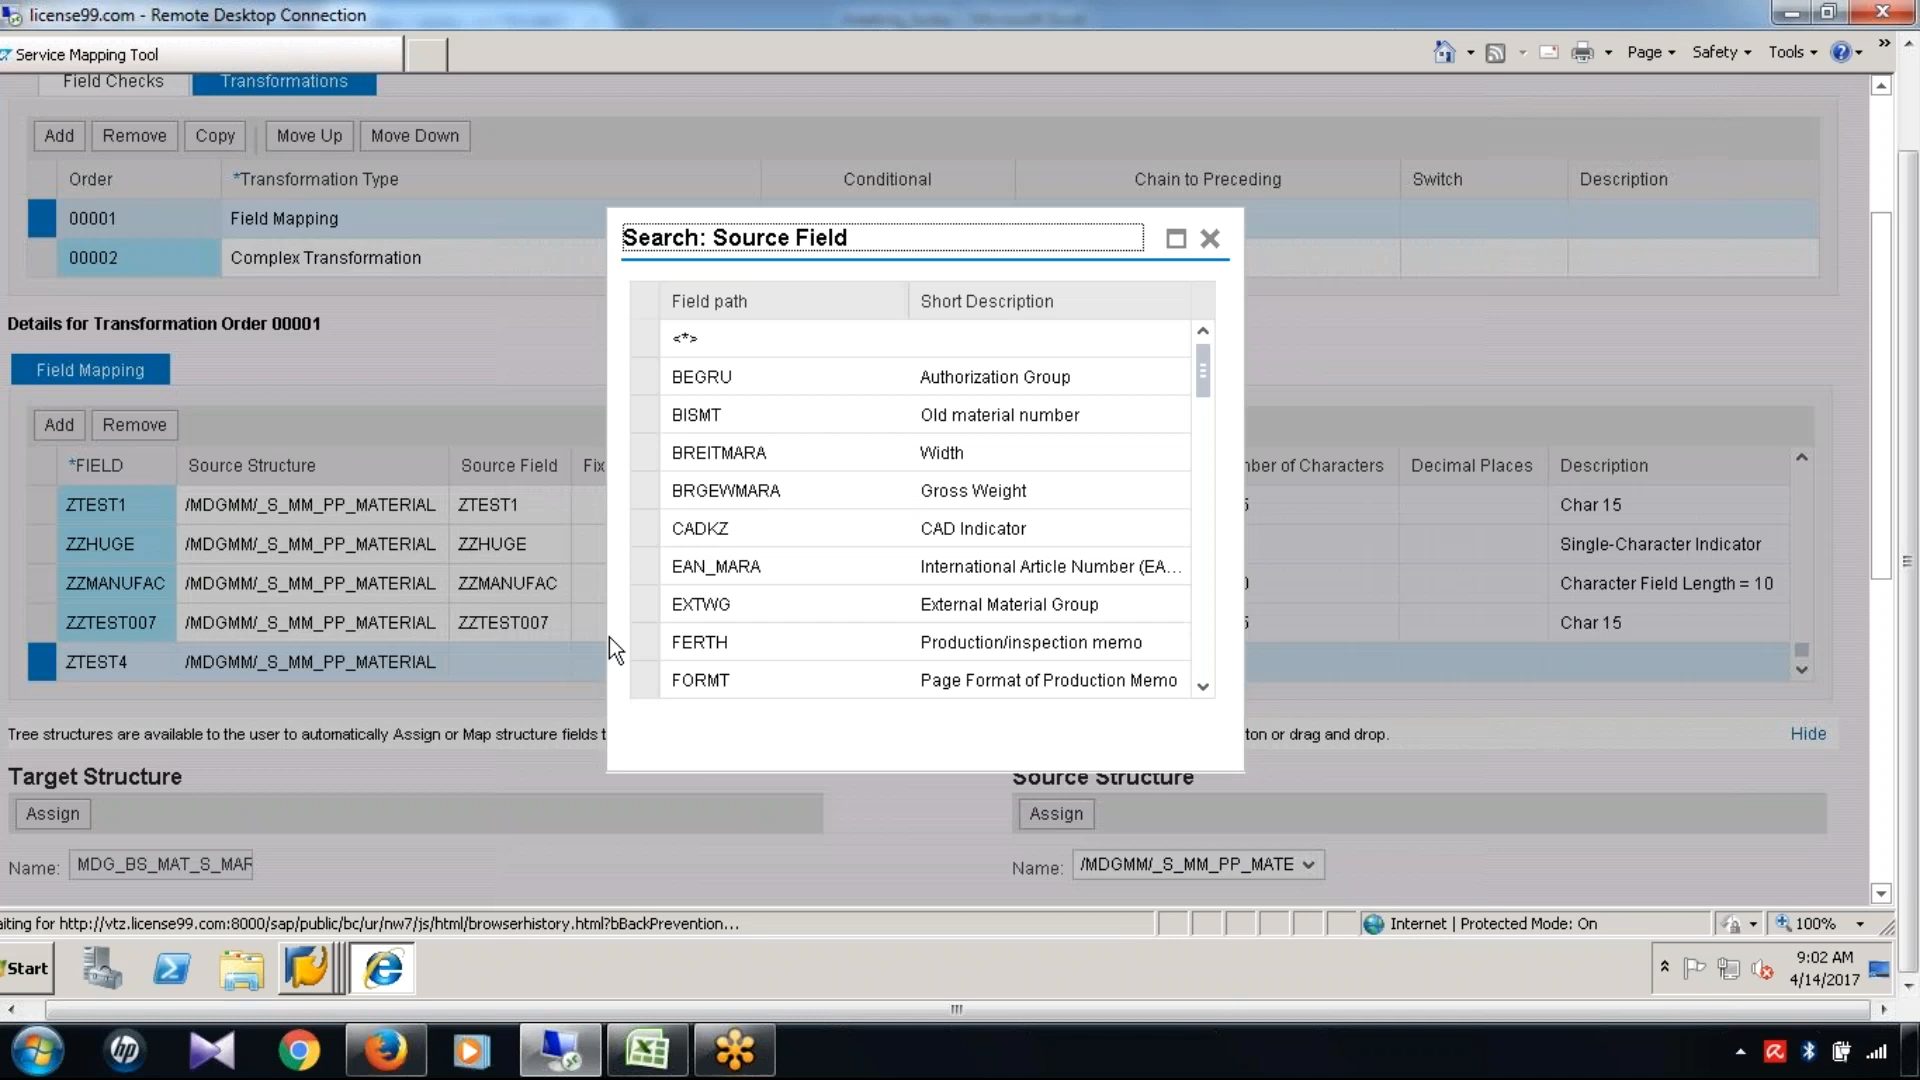 license99.com - Remote Desktop Connection
Service Mapping Tool
Page
Safety
Tools
»
Field Checks
Transformations
Add
Remove
Copy
Move Up
Move Down
Order
*Transformation Type
Conditional
Chain to Preceding
Switch
Description
00001
Field Mapping
00002
Complex Transformation
Search: Source Field
Field path
Short Description
<*>
BEGRU
Authorization Group
BISMT
Old material number
BREITMARA
Width
BRGEWMARA
Gross Weight
CADKZ
CAD Indicator
EAN_MARA
International Article Number (EA...
EXTWG
External Material Group
FERTH
Production/inspection memo
FORMT
Page Format of Production Memo
Details for Transformation Order 00001
Field Mapping
Add
Remove
*FIELD
Source Structure
Source Field
Fix
nber of Characters
Decimal Places
Description
ZTEST1
/MDGMM/_S_MM_PP_MATERIAL
ZTEST1
5
Char 15
ZZHUGE
/MDGMM/_S_MM_PP_MATERIAL
ZZHUGE
Single-Character Indicator
ZZMANUFAC
/MDGMM/_S_MM_PP_MATERIAL
ZZMANUFAC
0
Character Field Length = 10
ZZTEST007
/MDGMM/_S_MM_PP_MATERIAL
ZZTEST007
5
Char 15
ZTEST4
/MDGMM/_S_MM_PP_MATERIAL
Tree structures are available to the user to automatically Assign or Map structure fields t
ton or drag and drop.
Hide
Target Structure
Source Structure
Assign
Assign
Name:
MDG_BS_MAT_S_MAR
Name:
/MDGMM/_S_MM_PP_MATE
aiting for http://vtz.license99.com:8000/sap/public/bc/ur/nw7/js/html/browserhistory.html?bBackPrevention...
Internet | Protected Mode: On
100%
Start
9:02 AM
4/14/2017
hp